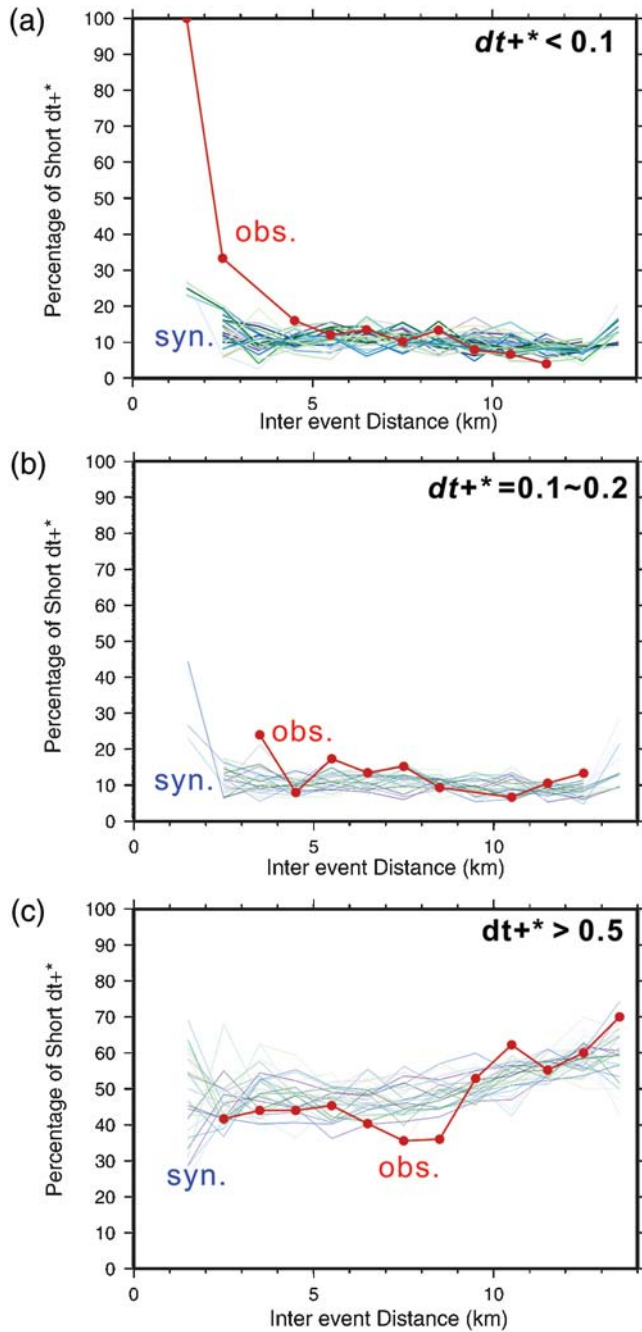 (a)
100
90
80
70
60
50
40
30
20
10
0
Percentage of Short dt+*
dt+* < 0.1
obs.
syn.
0 5 10
Inter event Distance (km)
(b)
100
90
80
70
60
50
40
30
20
10
0
Percentage of Short dt+*
dt+* =0.1~0.2
obs.
syn.
0 5 10
Inter event Distance (km)
(c)
100
90
80
70
60
50
40
30
20
10
0
Percentage of Short dt+*
dt+* > 0.5
syn.
obs.
0 5 10
Inter event Distance (km)